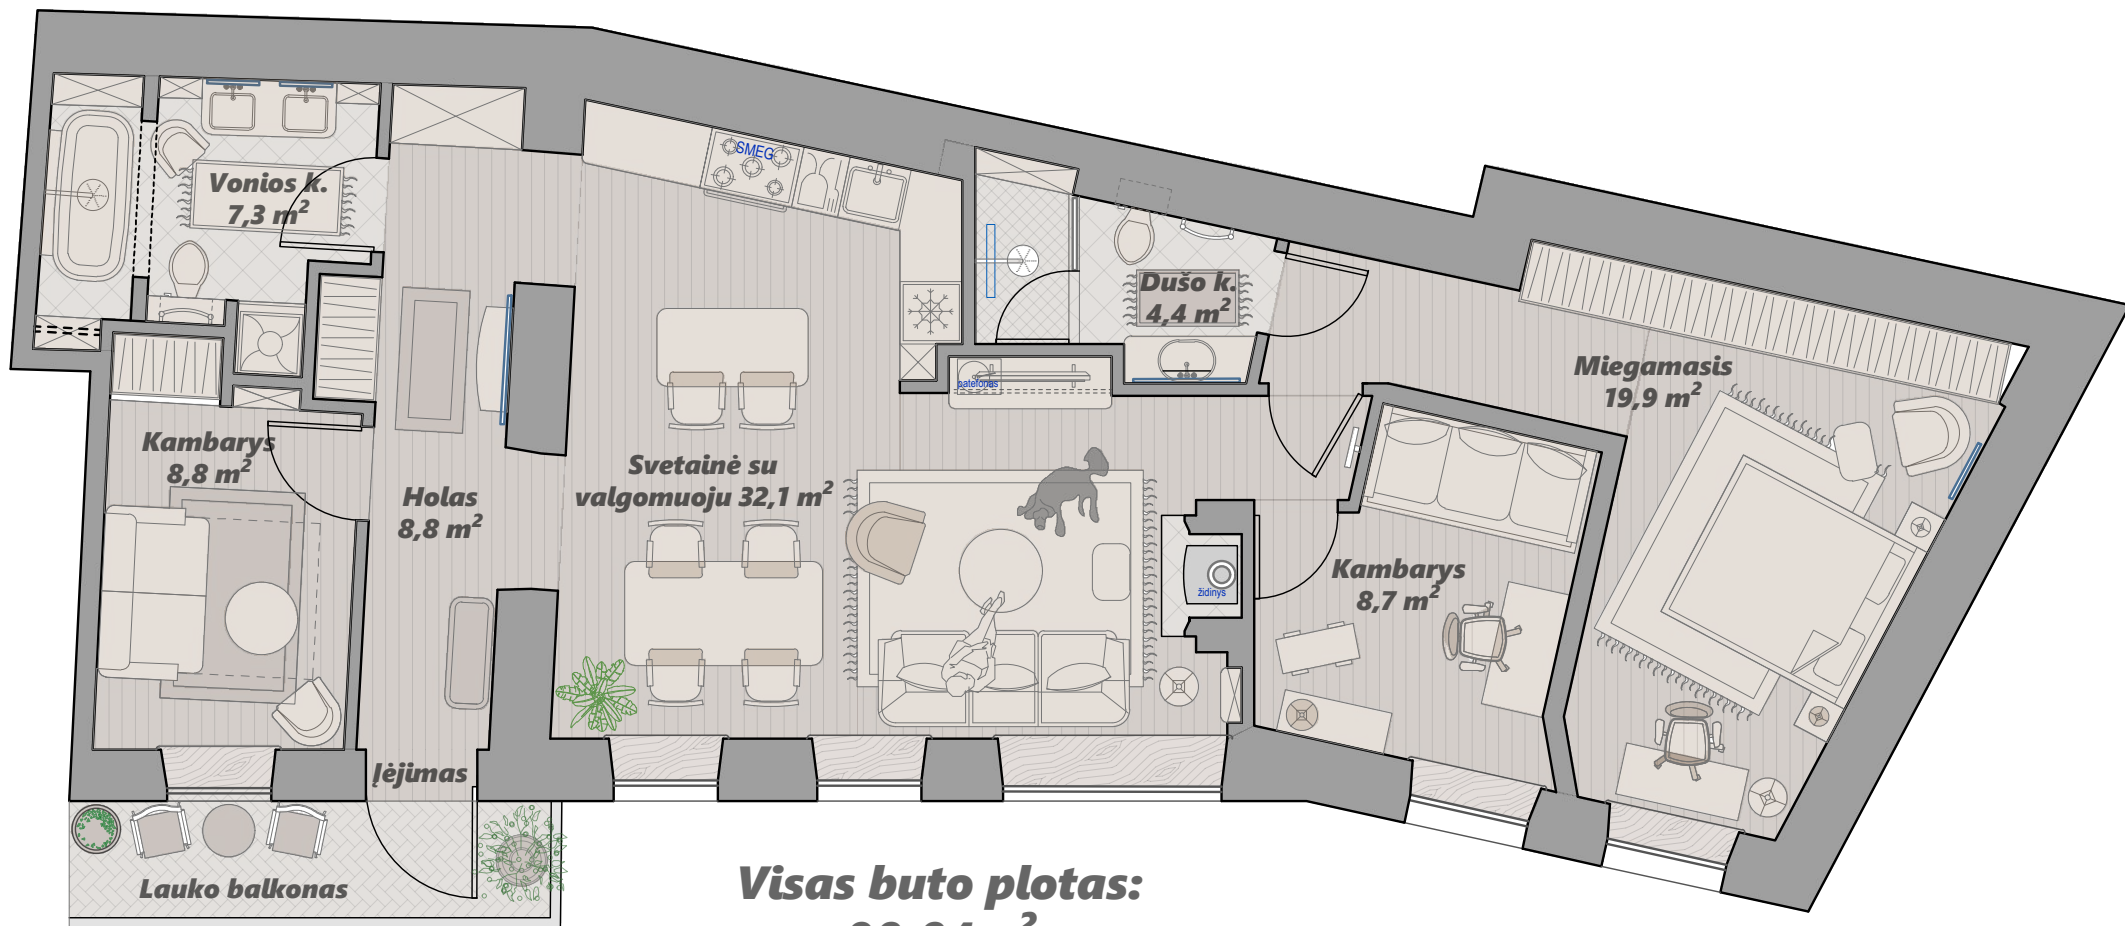 SMEG
Vonios k.
7,3 m²
Dušo k.
4,4 m²
Miegamasis
19,9 m²
patefonas
Kambarys
8,8 m²
Svetainė su
valgomuoju 32,1 m²
Holas
8,8 m²
židinys
Kambarys
8,7 m²
Įėjimas
Lauko balkonas
Visas buto plotas: